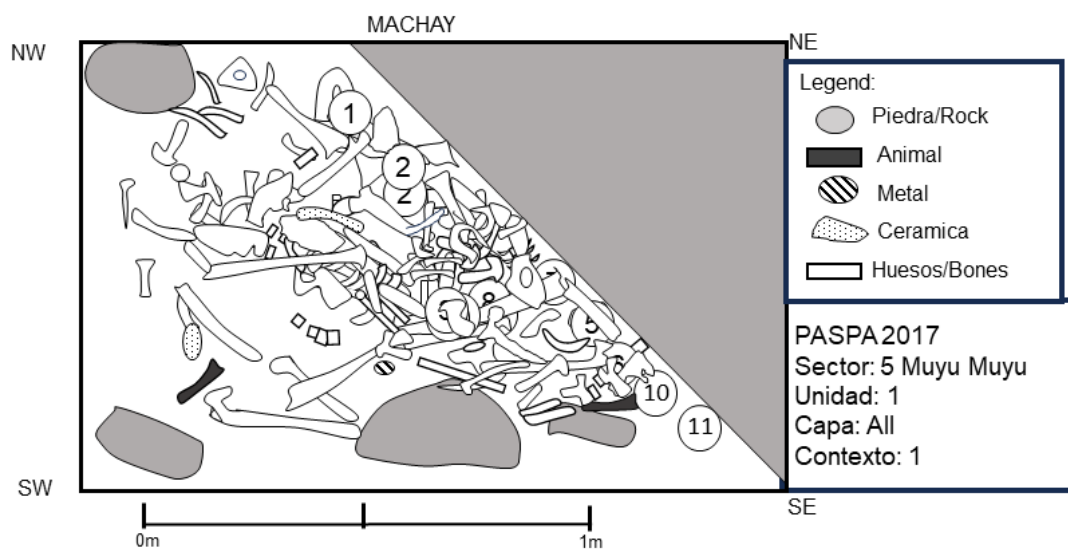 MACHAY
NW
NE
1
2
2
5
10
11
Legend:
Piedra/Rock
Animal
Metal
Ceramica
Huesos/Bones
PASPA 2017
Sector: 5 Muyu Muyu
Unidad: 1
Capa: All
Contexto: 1
SW
SE
0m
1m